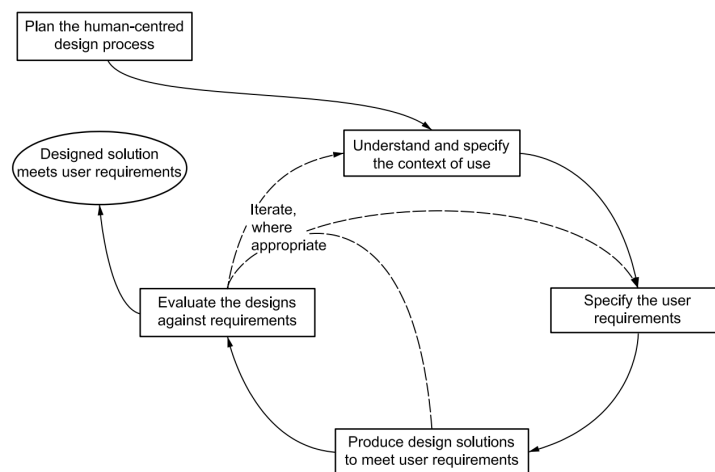 Plan the human-centred
design process
Understand and specify
the context of use
Designed solution
meets user requirements
Iterate,
where
appropriate
Evaluate the designs
against requirements
Specify the user
requirements
Produce design solutions
to meet user requirements